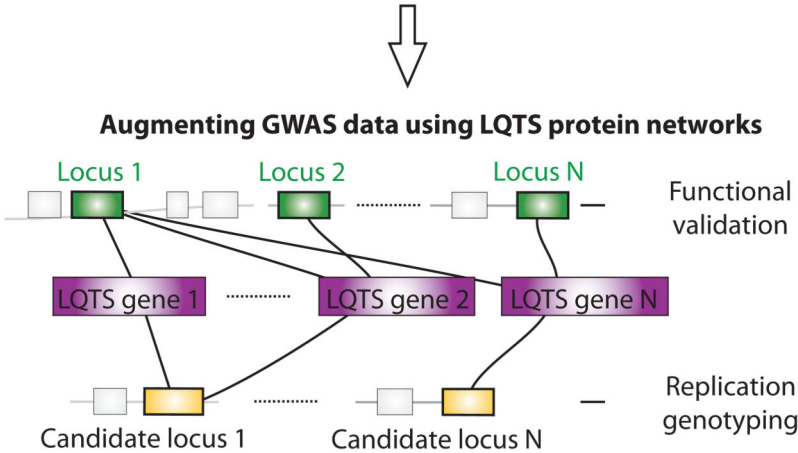 Augmenting GWAS data using LQTS protein networks
Locus 1
Locus 2
Locus N
Functional
validation
LQTS gene 1
LQTS gene 2
LQTS gene N
Replication
genotyping
Candidate locus 1
Candidate locus N